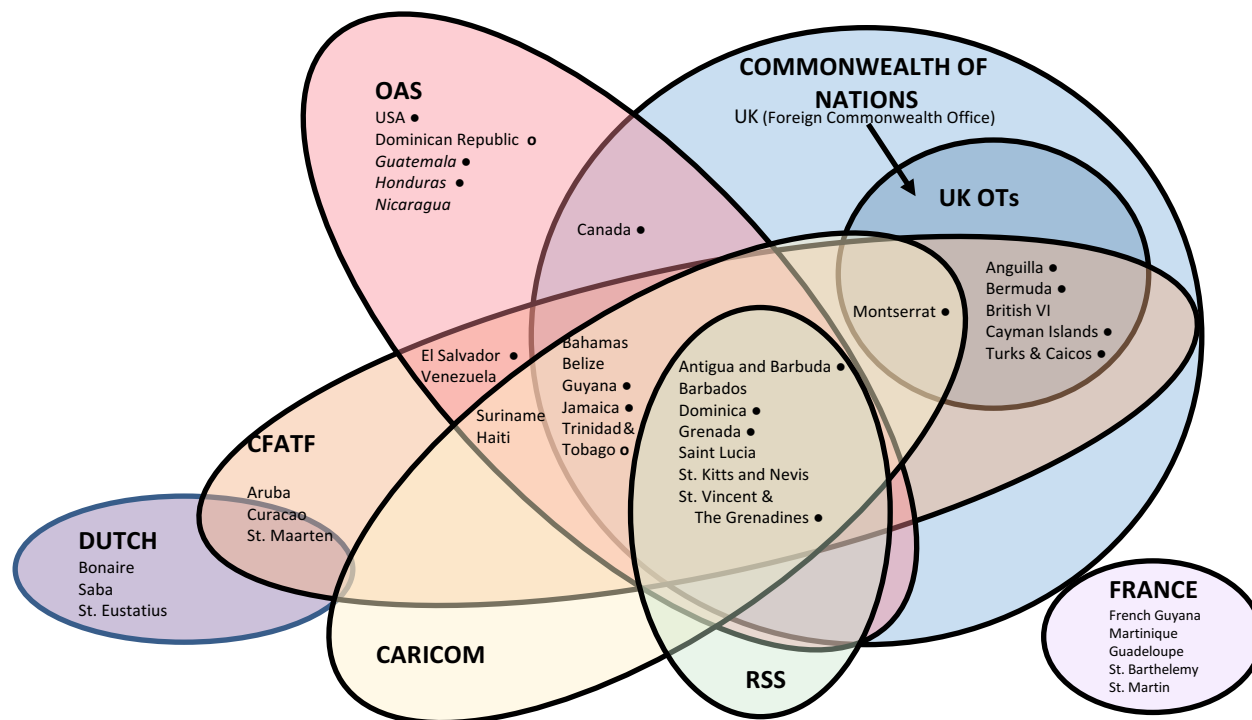 OAS
USA ●
Dominican Republic o
Guatemala ●
Honduras ●
Nicaragua
COMMONWEALTH OF
NATIONS
UK (Foreign Commonwealth Office)
UK OTs
Canada ●
Anguilla ●
Bermuda ●
British VI
Cayman Islands ●
Turks & Caicos ●
Montserrat ●
El Salvador ●
Venezuela
Bahamas
Belize
Guyana ●
Jamaica ●
Trinidad &
Tobago o
Suriname
Haiti
Antigua and Barbuda ●
Barbados
Dominica ●
Grenada ●
Saint Lucia
St. Kitts and Nevis
St. Vincent &
The Grenadines ●
CFATF
Aruba
Curacao
St. Maarten
DUTCH
Bonaire
Saba
St. Eustatius
CARICOM
RSS
FRANCE
French Guyana
Martinique
Guadeloupe
St. Barthelemy
St. Martin